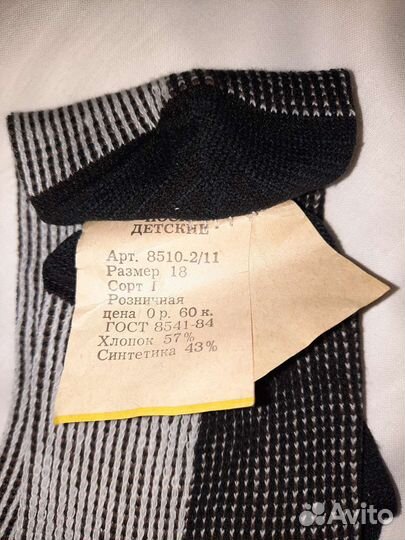 НОСКИ
ДЕТСКИЕ
Арт. 8510-2/11
Размер 18
Сорт I
Розничная
цена 0 р. 60 к.
ГОСТ 8541-84
Хлопок 57%
Синтетика 43%
Avito